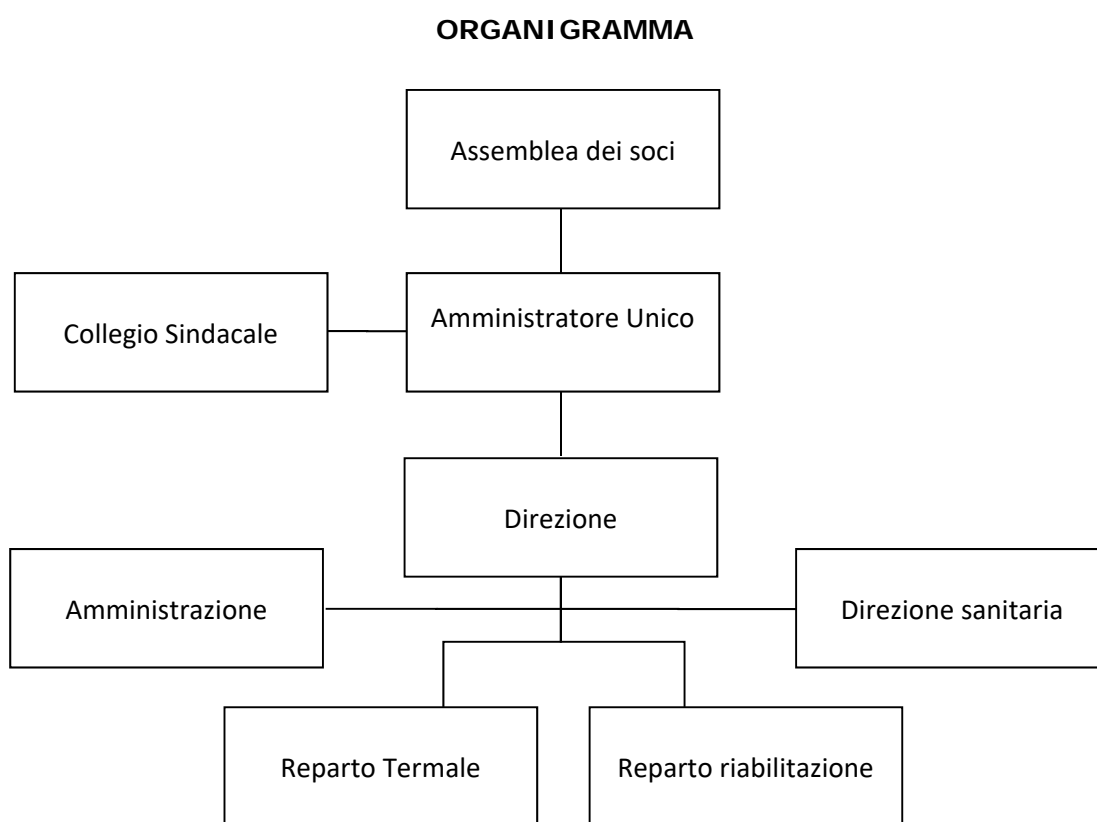 ORGANIGRAMMA
Assemblea dei soci
Collegio Sindacale
Amministratore Unico
Direzione
Amministrazione
Direzione sanitaria
Reparto Termale
Reparto riabilitazione